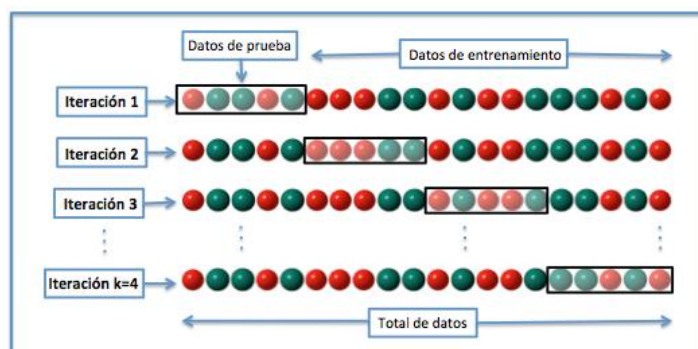 Datos de prueba
Datos de entrenamiento
Iteración 1
Iteración 2
Iteración 3
Iteración k=4
Total de datos